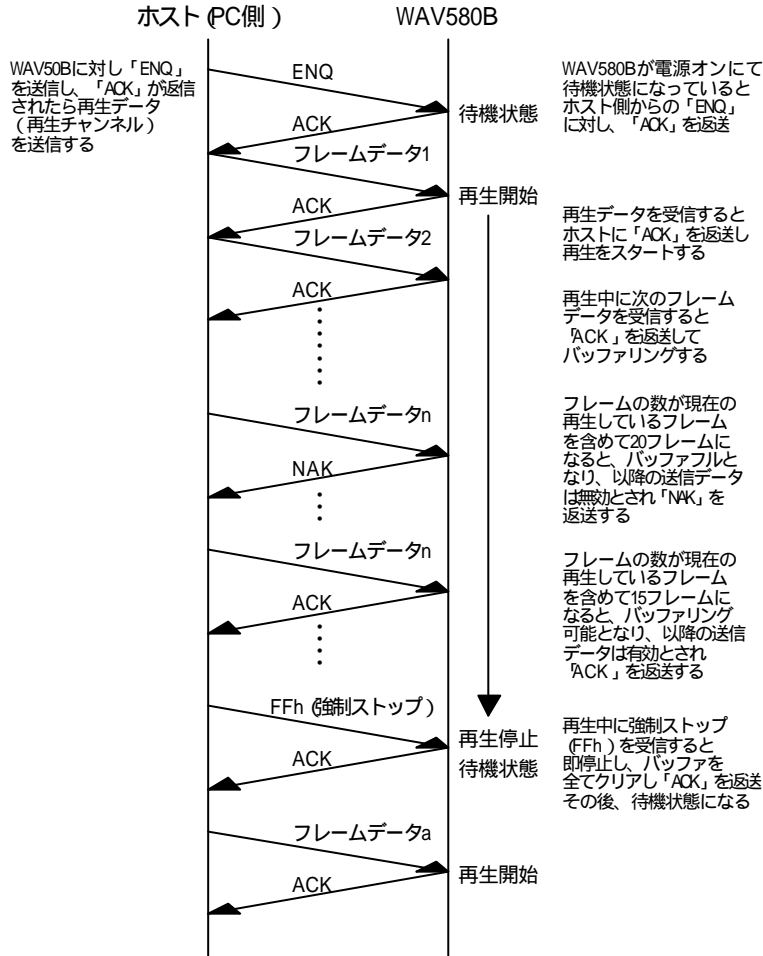 ホスト(PC側) WAV580B
WAV50Bに対し「ENQ」
を送信し、「ACK」が返信
されたら再生データ
(再生チャンネル)
を送信する
ENQ
待機状態
WAV580Bが電源オンにて
待機状態になっていると
ホスト側からの「ENQ」
に対し、「ACK」を返送
ACK
フレームデータ1
再生開始
ACK
再生データを受信すると
ホストに「ACK」を返送し
再生をスタートする
フレームデータ2
ACK
再生中に次のフレーム
データを受信すると
「ACK」を返送して
バッファリングする
フレームデータn
NAK
フレームの数が現在の
再生しているフレーム
を含めて20フレームに
なると、バッファフルと
なり、以降の送信データ
は無効とされ「NAK」を
返送する
フレームデータn
ACK
フレームの数が現在の
再生しているフレーム
を含めて15フレームに
なると、バッファリング
可能となり、以降の送信
データは有効とされ
「ACK」を返送する
FFh(強制ストップ)
再生停止
待機状態
ACK
再生中に強制ストップ
(FFh)を受信すると
即停止し、バッファを
全てクリアし「ACK」を返送
その後、待機状態になる
フレームデータa
再生開始
ACK